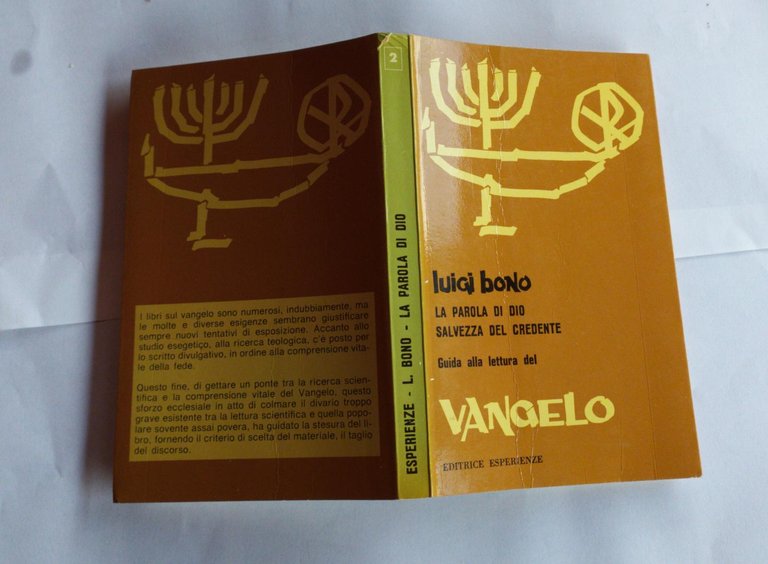 I libri sul vangelo sono numerosi, indubbiamente, ma
le molte e diverse esigenze sembrano giustificare
sempre nuovi tentativi di esposizione. Accanto allo
studio esegetico, alla ricerca teologica, c'è posto per
lo scritto divulgativo, in ordine alla comprensione vita-
le della fede.
Questo fine, di gettare un ponte tra la ricerca scien-
tifica e la comprensione vitale del Vangelo, questo
sforzo ecclesiale in atto di colmare il divario troppo
grave esistente tra la lettura scientifica e quella popo-
lare sovente assai povera, ha guidato la stesura del li-
bro, fornendo il criterio di scelta del materiale, il taglio
del discorso.
2
ESPERIENZE - L. BONO - LA PAROLA DI DIO
luigi bono
LA PAROLA DI DIO
SALVEZZA DEL CREDENTE
Guida alla lettura del
VANGELO
EDITRICE ESPERIENZE